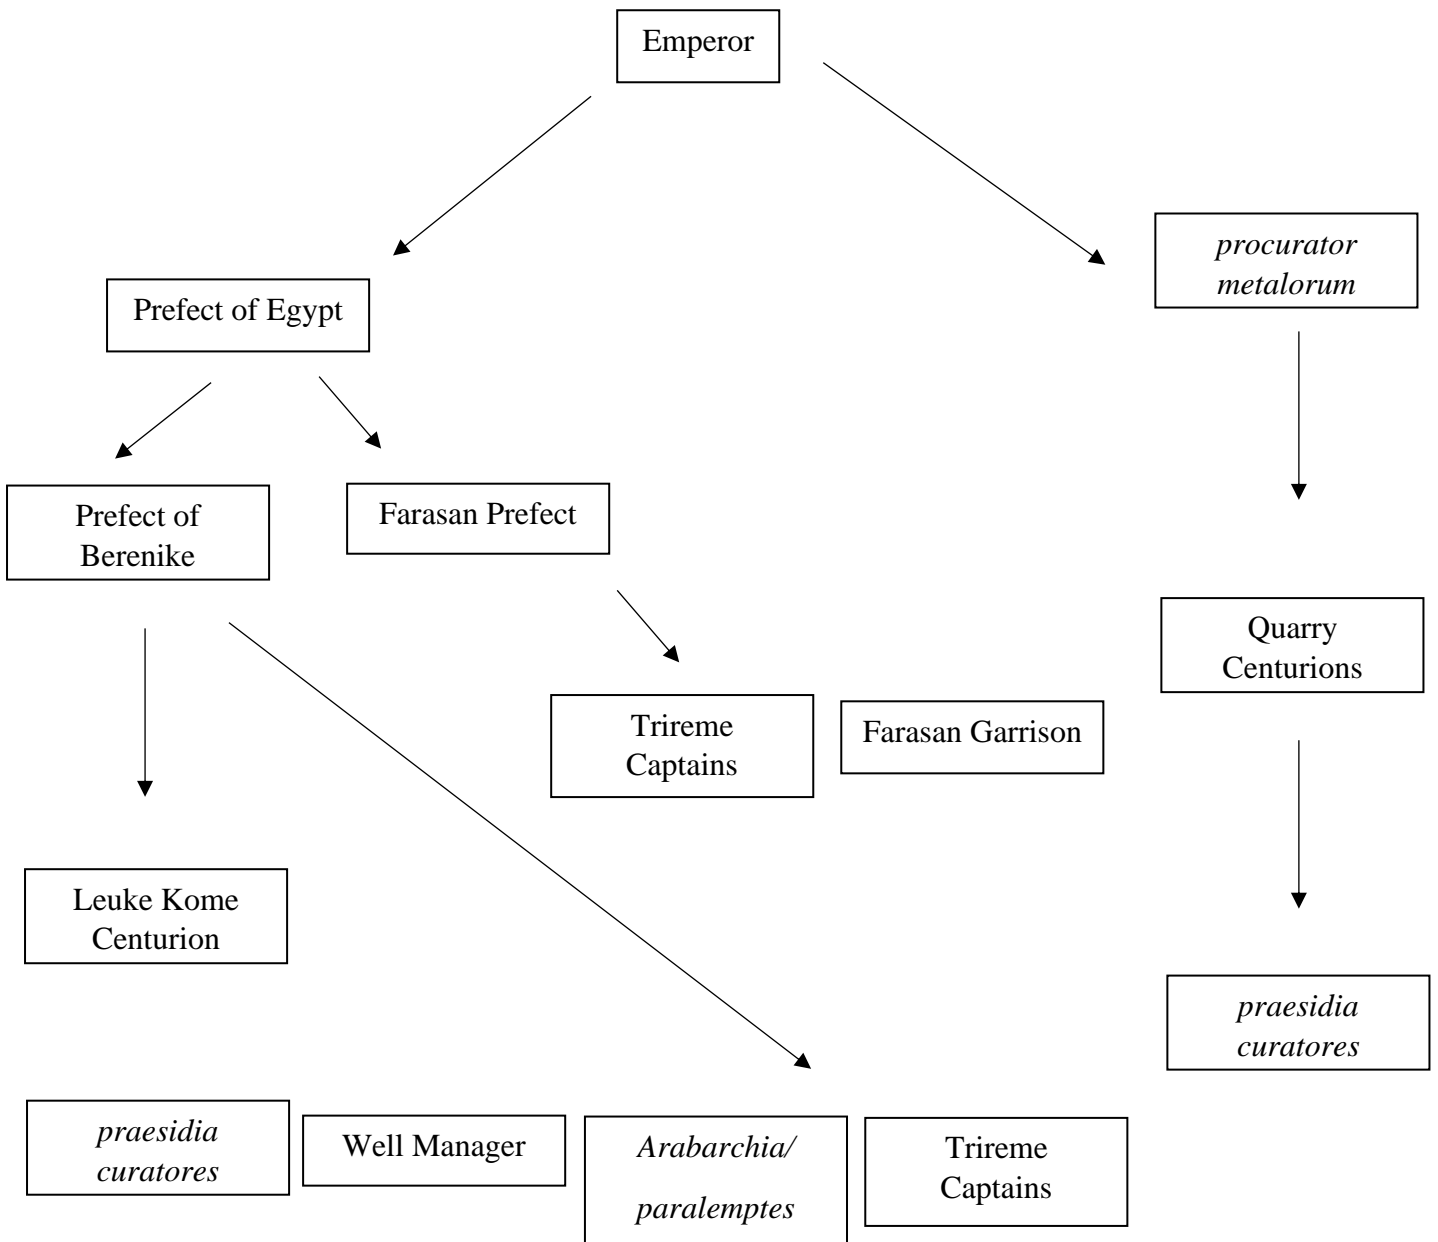 Emperor
procurator
metalorum
Prefect of Egypt
Prefect of
Berenike
Farasan Prefect
Quarry
Centurions
Trireme
Captains
Farasan Garrison
Leuke Kome
Centurion
praesidia
curatores
praesidia
curatores
Well Manager
Arabarchia/
paralemptes
Trireme
Captains